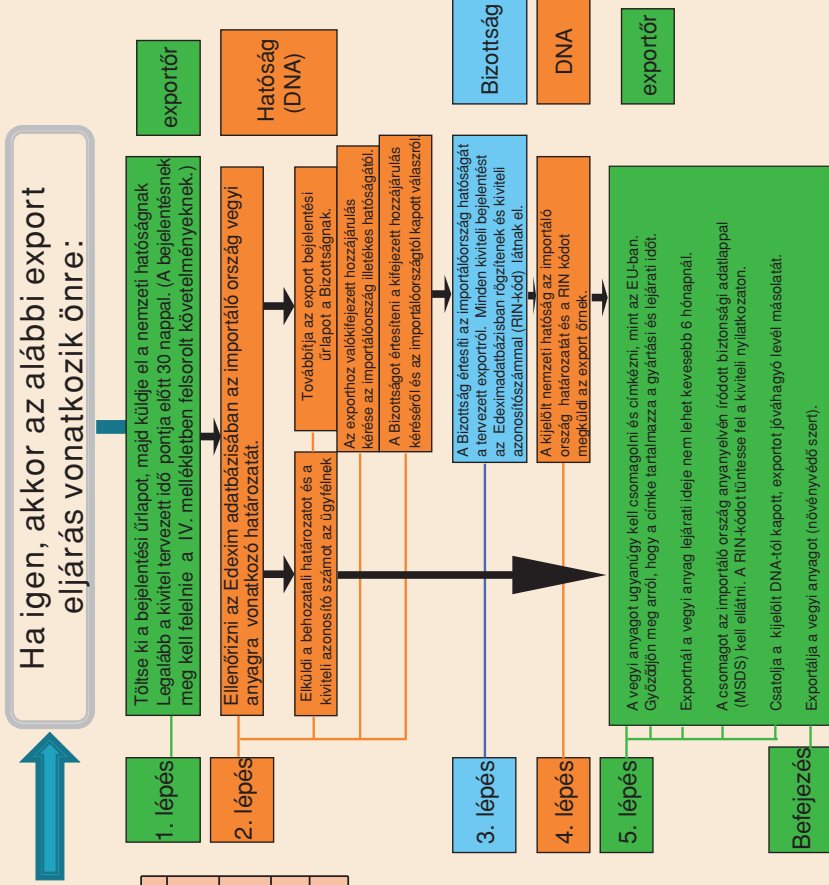 Ha igen, akkor az alábbi export
eljárás vonatkozik önre:
1. lépés
Töltse ki a bejelentési űrlapot, majd küldje el a nemzeti hatóságnak
Legalább a kivitel tervezett idő pontja előtt 30 nappal. (A bejelentésnek
meg kell felelnie a IV. mellékletben felsorolt követelményeknek.)
exportőr
2. lépés
Ellenőrizni az Edexim adatbázisában az importáló ország vegyi
anyagra vonatkozó határozatát.
Hatóság
(DNA)
Elküldi a behozatali határozatot és a
kiviteli azonosító számot az ügyfélnek
Továbbítja az export bejelentési
űrlapot a Bizottságnak.
Az exporthoz valókifejezett hozzájárulás
kérése az importálóország illetékes hatóságától.
A Bizottságot értesíteni a kifejezett hozzájárulás
kéréséről és az importálóországtól kapott válaszról.
3. lépés
A Bizottság értesíti az importálóország hatóságát
a tervezett exportról. Minden kiviteli bejelentést
az Edeximadatbázisban rögzítenek és kiviteli
azonosítószámmal (RIN-kód) látnak el.
Bizottság
4. lépés
A kijelölt nemzeti hatóság az importáló
ország határozatát és a RIN kódot
megküldi az export őrnek.
DNA
5. lépés
A vegyi anyagot ugyanúgy kell csomagolni és címkézni, mint az EU-ban.
Győződjön meg arról, hogy a címke tartalmazza a gyártási és lejárati időt.
Exportnál a vegyi anyag lejárati ideje nem lehet kevesebb 6 hónapnál.
A csomagot az importáló ország anyanyelvén íródott biztonsági adatlappal
(MSDS) kell ellátni. A RIN-kódot tüntesse fel a kiviteli nyilatkozaton.
Csatolja a kijelölt DNA-tól kapott, exportot jóváhagyó level másolatát.
Exportálja a vegyi anyagot (növényvédő szert).
exportőr
Befejezés